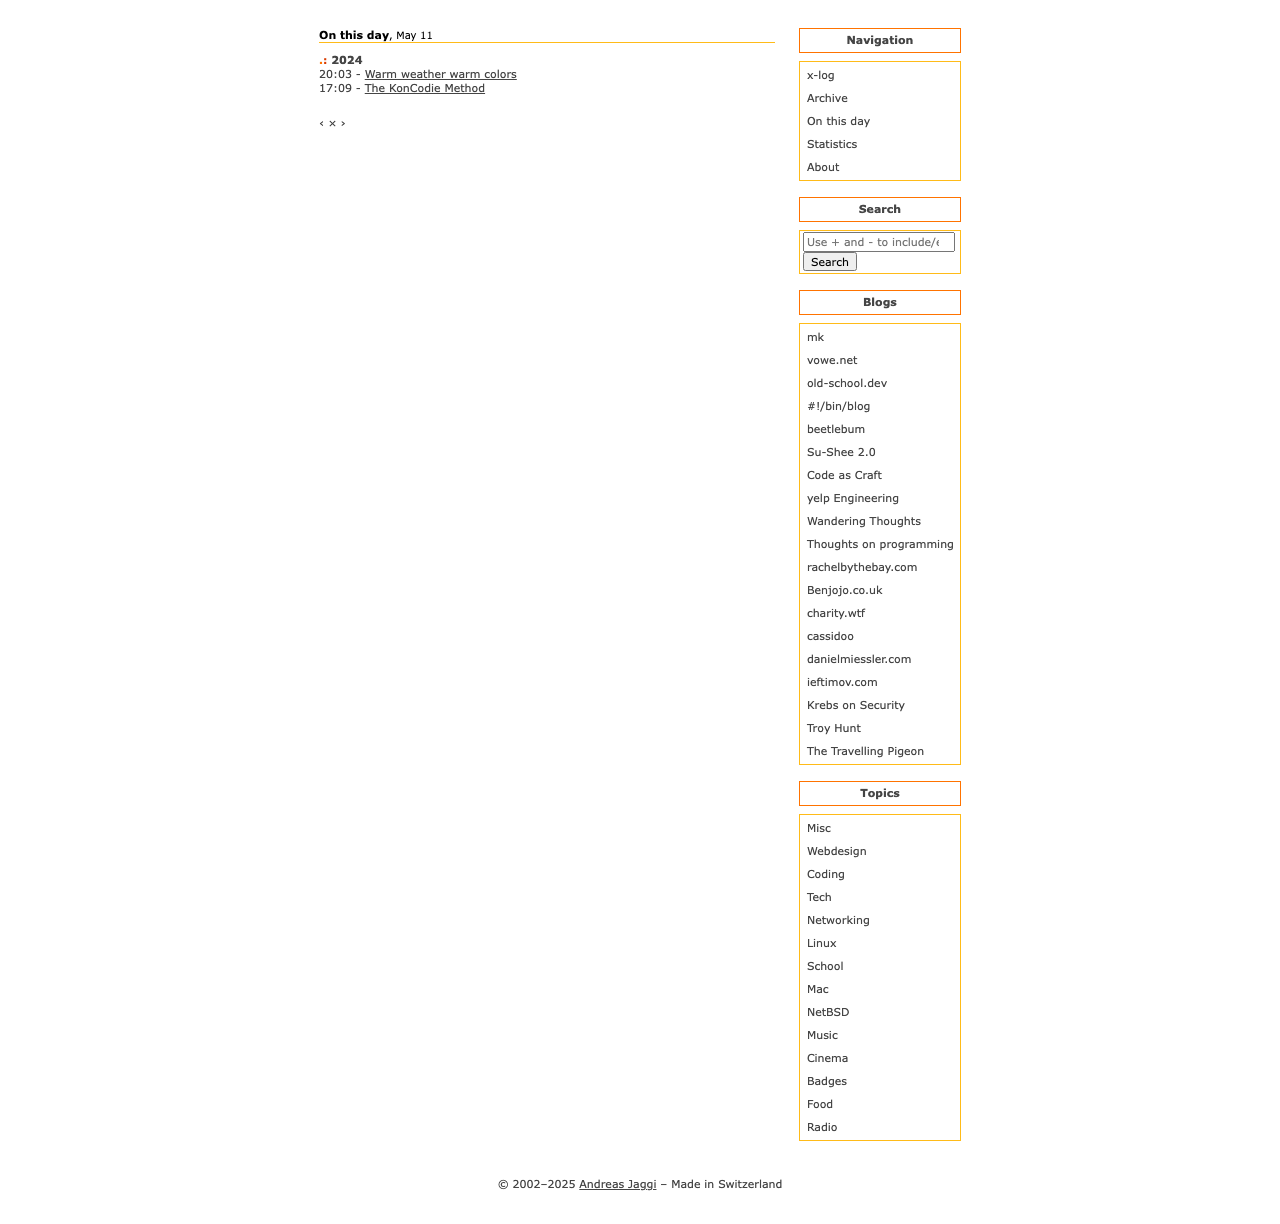 On this day, May 11
.: 2024
20:03 - Warm weather warm colors
17:09 - The KonCodie Method
‹ × ›
Navigation
x-log
Archive
On this day
Statistics
About
Search
Use + and - to include/e
Search
Blogs
mk
vowe.net
old-school.dev
#!/bin/blog
beetlebum
Su-Shee 2.0
Code as Craft
yelp Engineering
Wandering Thoughts
Thoughts on programming
rachelbythebay.com
Benjojo.co.uk
charity.wtf
cassidoo
danielmiessler.com
ieftimov.com
Krebs on Security
Troy Hunt
The Travelling Pigeon
Topics
Misc
Webdesign
Coding
Tech
Networking
Linux
School
Mac
NetBSD
Music
Cinema
Badges
Food
Radio
© 2002–2025 Andreas Jaggi – Made in Switzerland